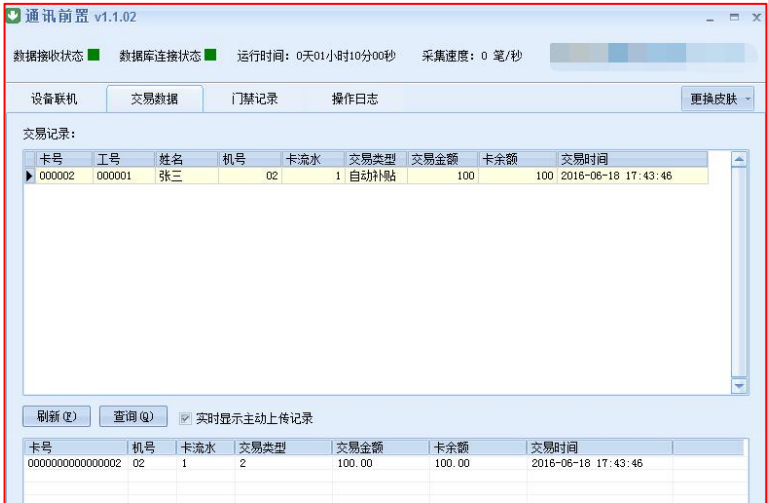 通讯前置 v1.1.02
数据接收状态 数据库连接状态 运行时间: 0天01小时10分00秒 采集速度: 0 笔/秒
设备联机 交易数据 门禁记录 操作日志 更换皮肤
交易记录:
卡号 工号 姓名 机号 卡流水 交易类型 交易金额 卡余额 交易时间
000002 000001 张三 02 1 自动补贴 100 100 2016-06-18 17:43:46
刷新(F) 查询(Q) 实时显示主动上传记录
卡号 机号 卡流水 交易类型 交易金额 卡余额 交易时间
0000000000000002 02 1 2 100.00 100.00 2016-06-18 17:43:46